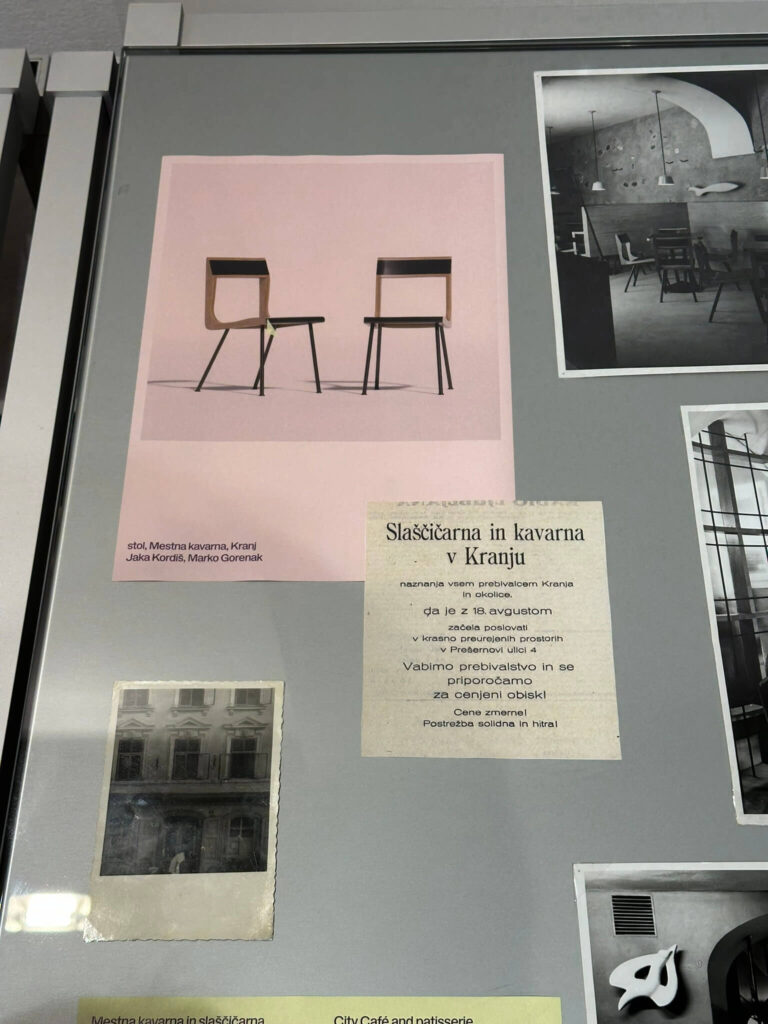 stol, Mestna kavarna, Kranj
Jaka Kordiš, Marko Gorenak
Slaščičarna in kavarna
v Kranju
naznanja vsem prebivalcem Kranja
in okolice,
da je z 18. avgustom
začela poslovati
v krasno preurejenih prostorih
v Prešernovi ulici 4
Vabimo prebivalstvo in se
priporočamo
za cenjeni obisk!
Cene zmerne!
Postrežba solidna in hitra!
Mestna kavarna in slaščičarna
City Café and patisserie